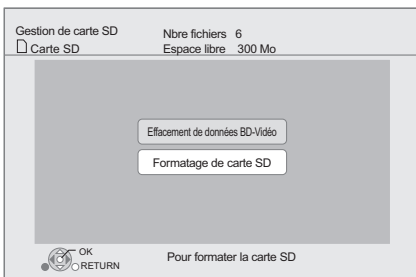 Gestion de carte SD
Carte SD
Nbre fichiers 6
Espace libre 300 Mo
Effacement de données BD-Vidéo
Formatage de carte SD
OK
RETURN
Pour formater la carte SD